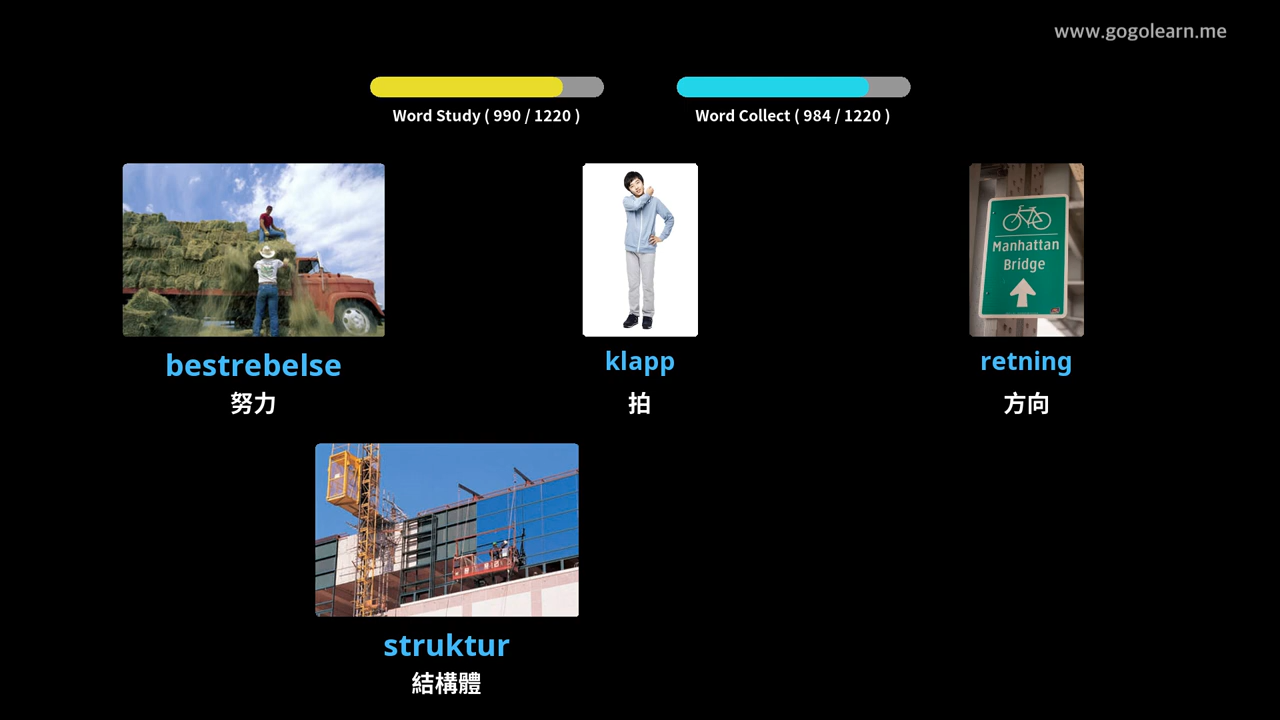 www.gogolearn.me
Word Study ( 990 / 1220 )
Word Collect ( 984 / 1220 )
Manhattan
Bridge
bestrebelse
努力
klapp
拍
retning
方向
struktur
結構體